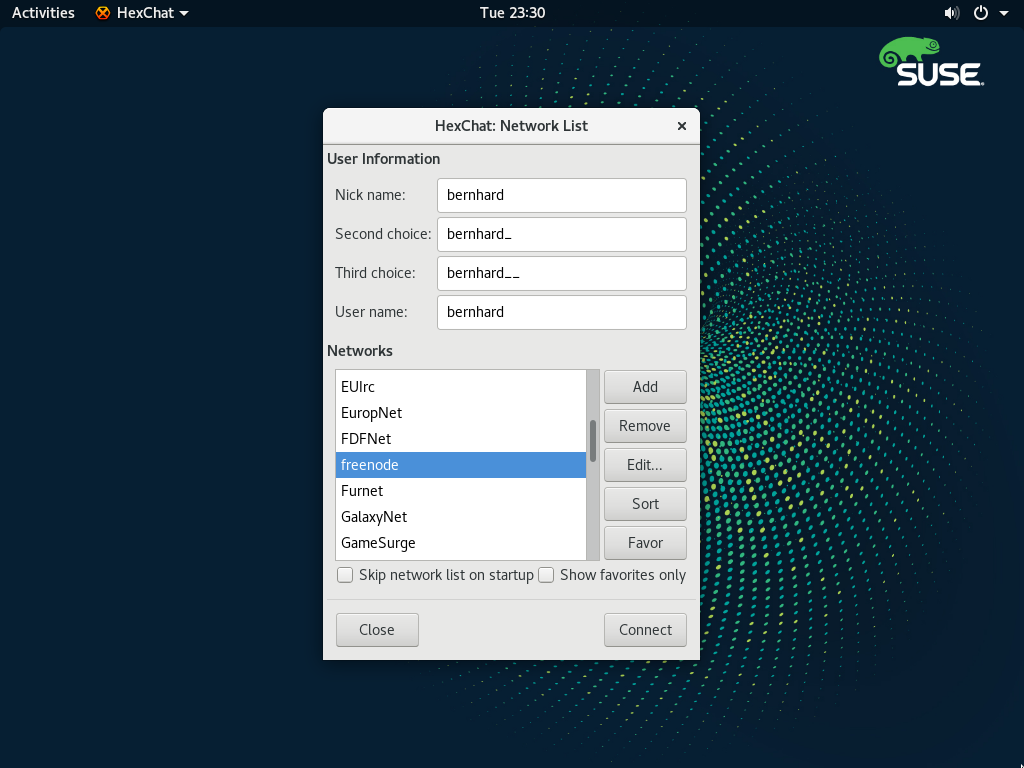 Activities HexChat Tue 23:30
SUSE
HexChat: Network List
User Information
Nick name: bernhard
Second choice: bernhard_
Third choice: bernhard__
User name: bernhard
Networks
EUIrc Add
EuropNet
FDFNet Remove
freenode Edit...
Furnet
GalaxyNet Sort
GameSurge Favor
Skip network list on startup Show favorites only
Close Connect